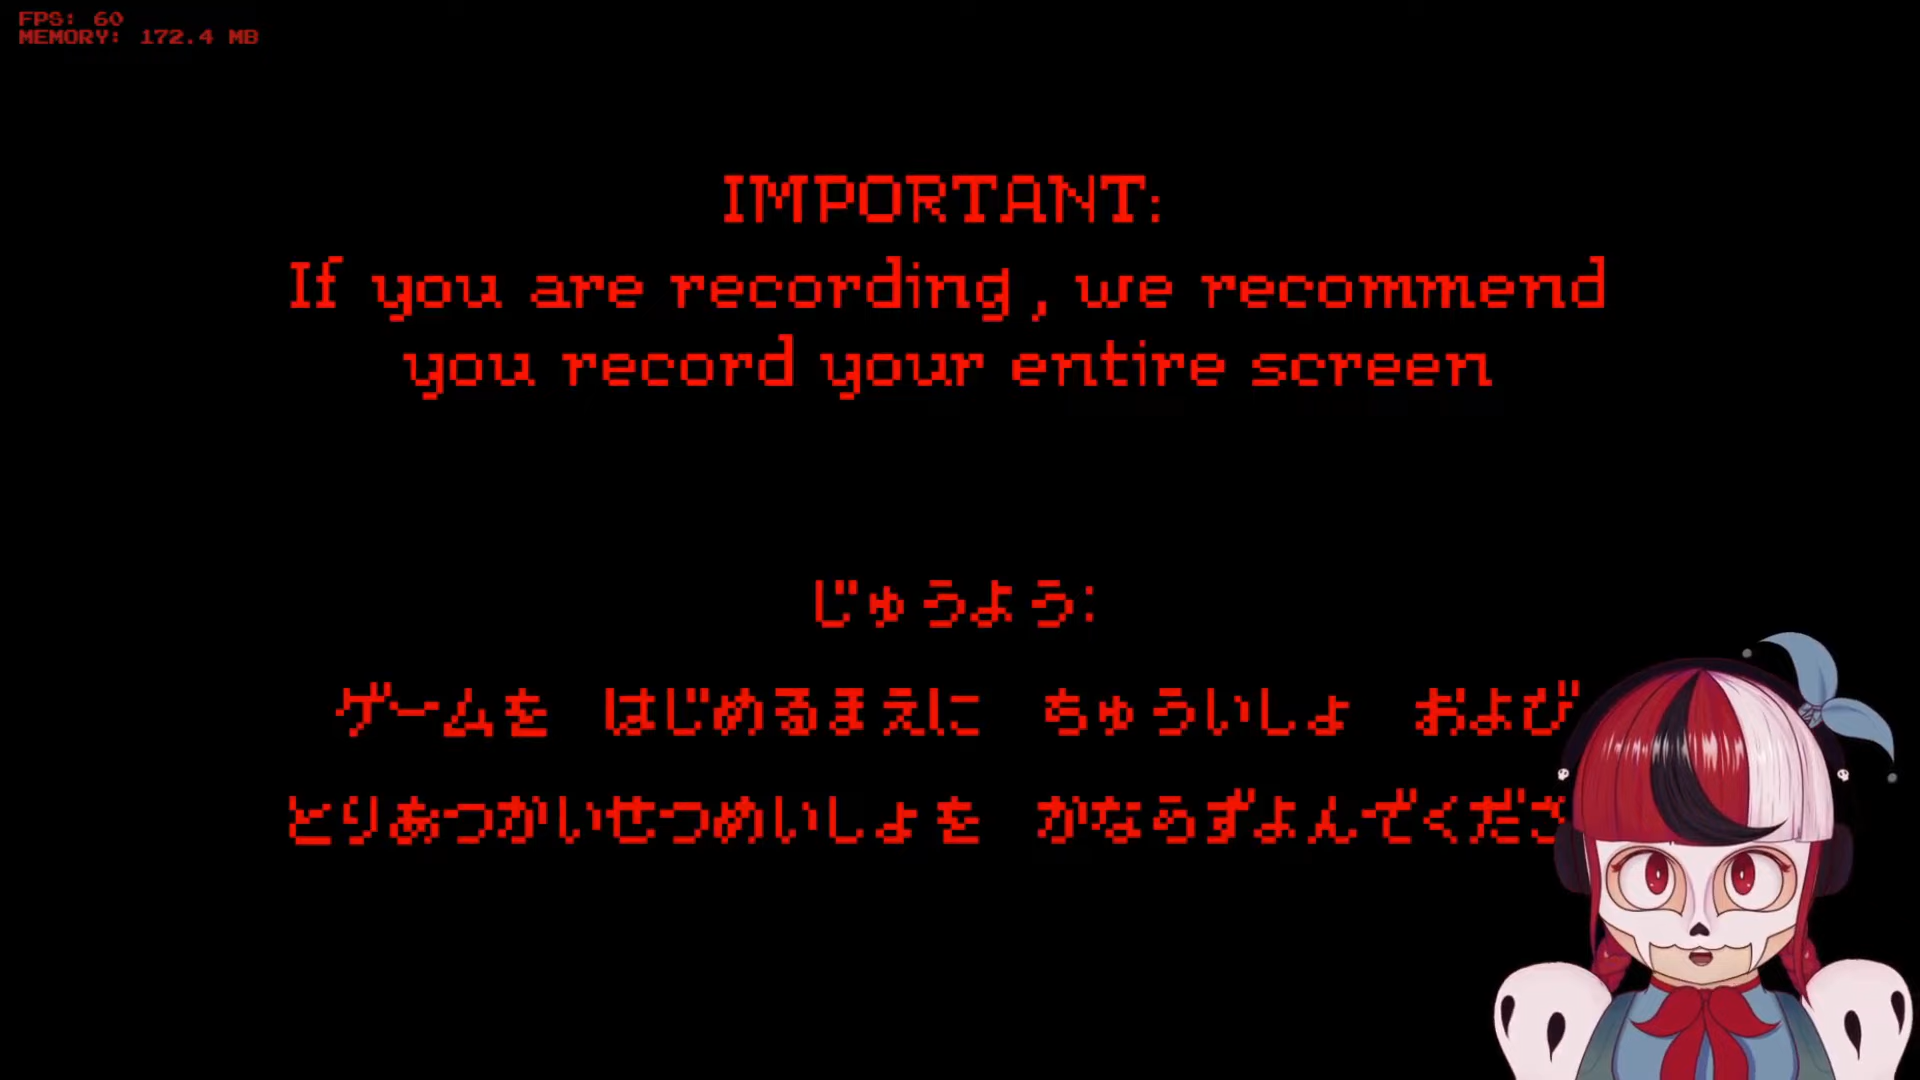 FPS: 60
MEMORY: 172.4 MB
IMPORTANT:
If you are recording, we recommend
you record your entire screen
じゅうよう:
ゲームを はじめるまえに ちゅういしょ および
とりあつかいせつめいしょを かならずよんでくださ